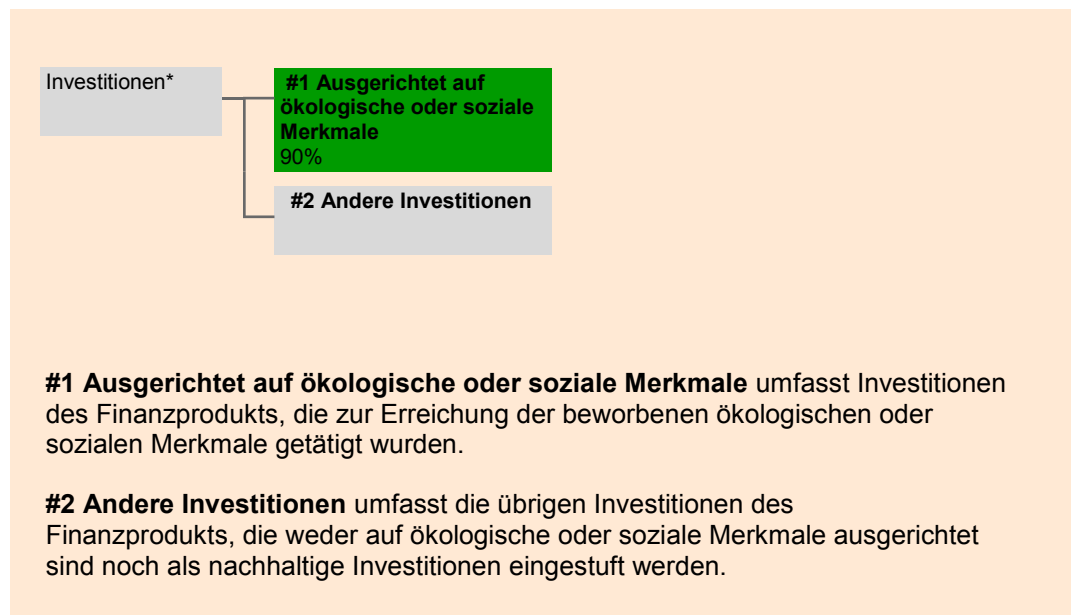 Investitionen*
#1 Ausgerichtet auf
ökologische oder soziale
Merkmale
90%
#2 Andere Investitionen
#1 Ausgerichtet auf ökologische oder soziale Merkmale umfasst Investitionen
des Finanzprodukts, die zur Erreichung der beworbenen ökologischen oder
sozialen Merkmale getätigt wurden.
#2 Andere Investitionen umfasst die übrigen Investitionen des
Finanzprodukts, die weder auf ökologische oder soziale Merkmale ausgerichtet
sind noch als nachhaltige Investitionen eingestuft werden.